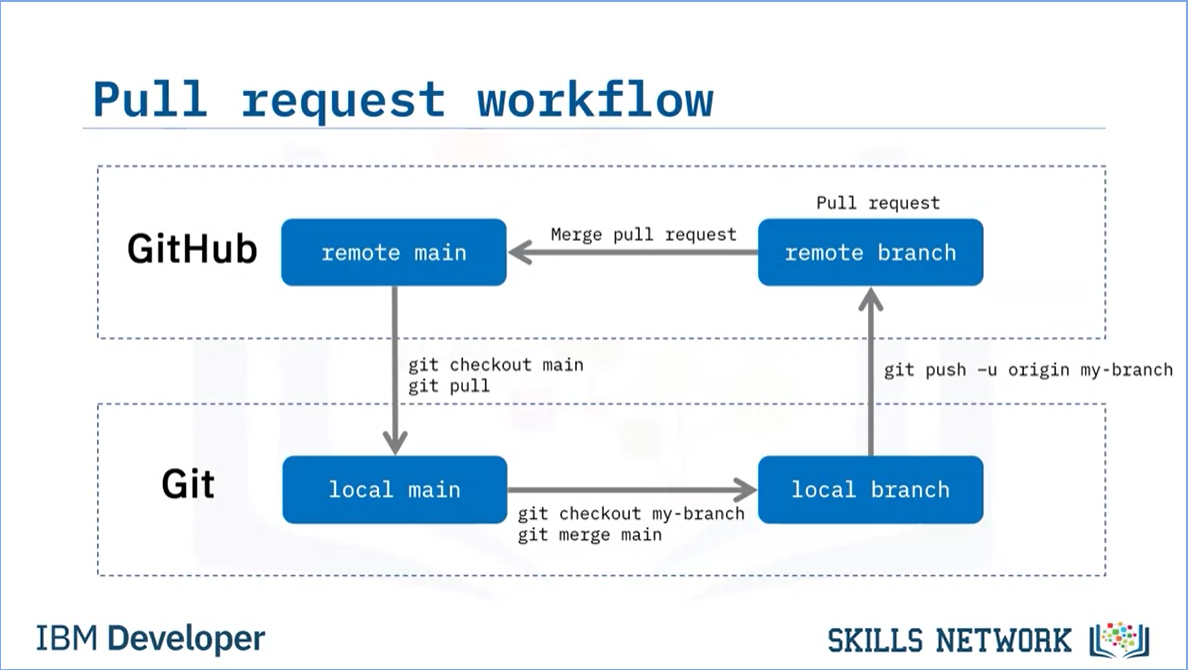 Pull request workflow
Pull request
GitHub
remote main
Merge pull request
remote branch
git checkout main
git pull
git push –u origin my-branch
Git
local main
local branch
git checkout my-branch
git merge main
IBM Developer
SKILLS NETWORK